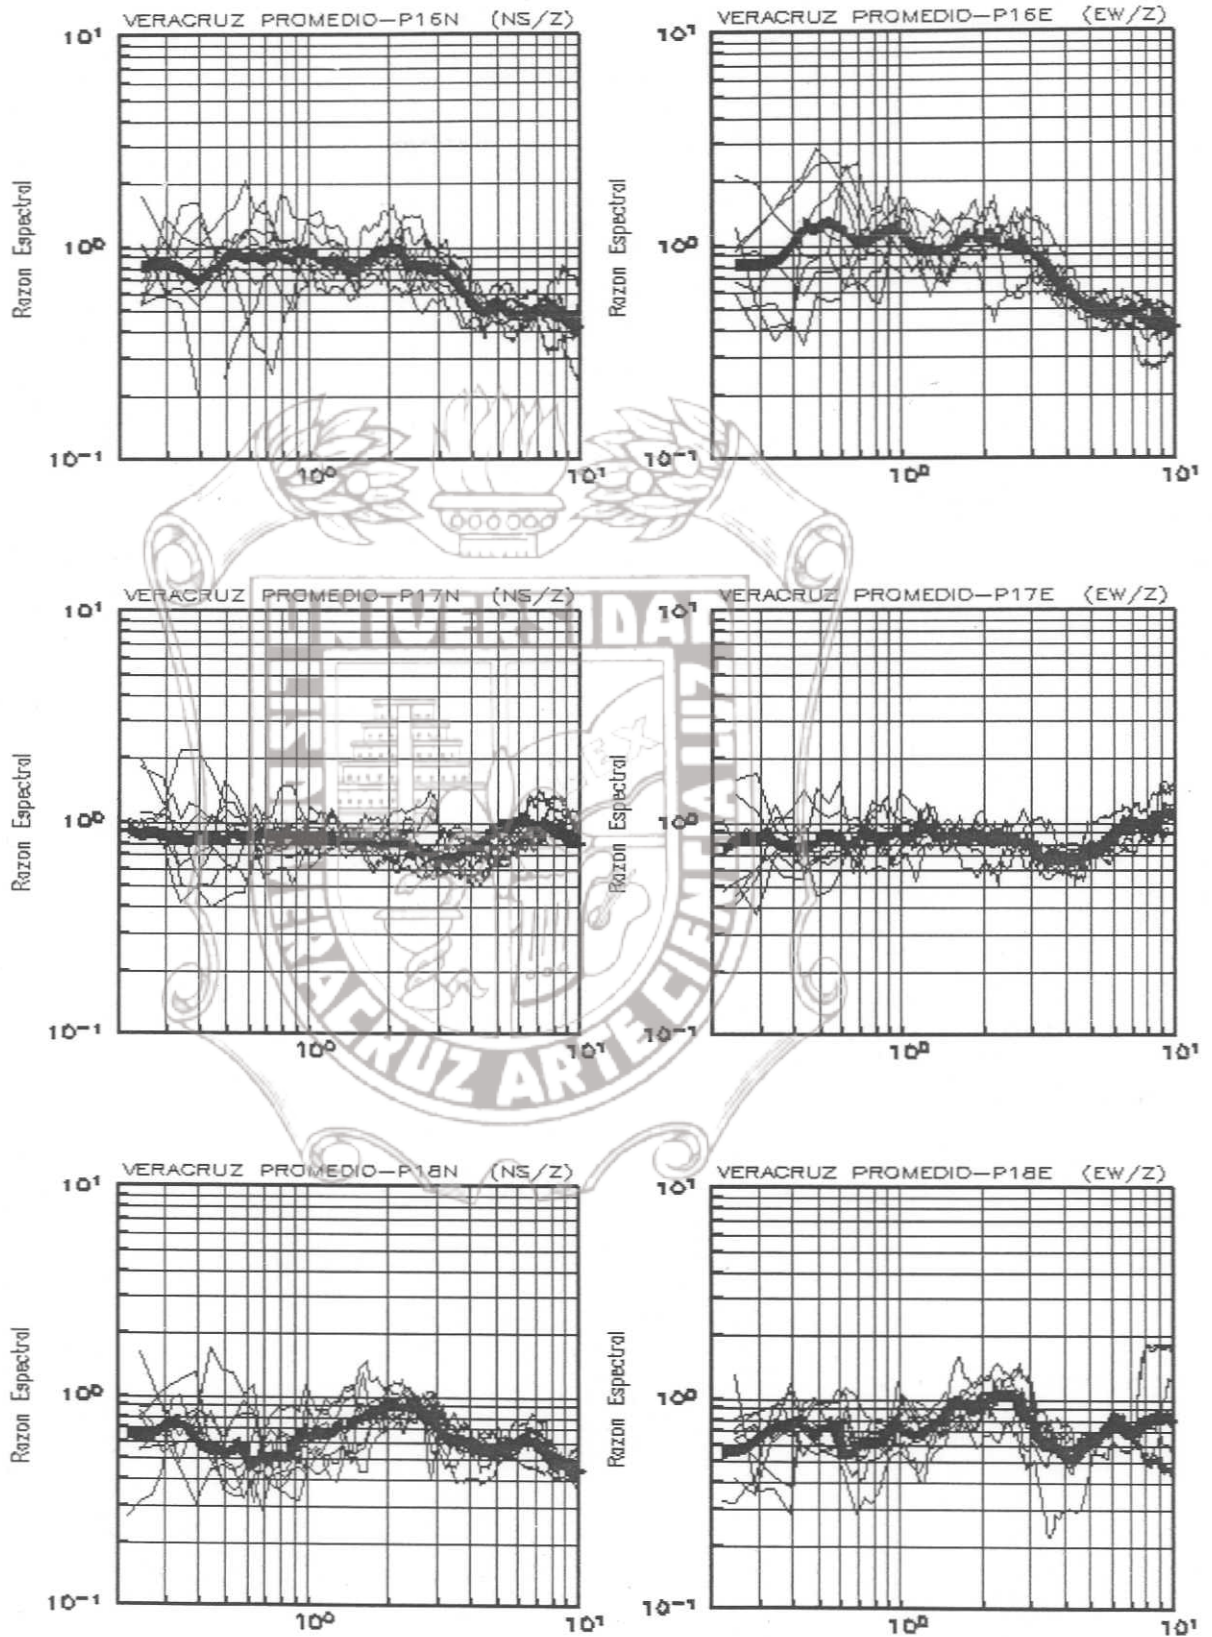 VERACRUZ PROMEDIO-P16N (NS/Z)
VERACRUZ PROMEDIO-P16E (EW/Z)
10¹
10¹
Razon Espectral
10⁰
Razon Espectral
10⁰
10⁻¹
10⁰
10¹
10⁻¹
10⁰
10¹
VERACRUZ PROMEDIO-P17N (NS/Z)
VERACRUZ PROMEDIO-P17E (EW/Z)
10¹
10¹
UNIVERSIDAD
VERACRUZ ARTE CIENCIA
Razon Espectral
10⁰
Razon Espectral
10⁰
10⁻¹
10⁰
10¹
10⁻¹
10⁰
10¹
VERACRUZ PROMEDIO-P18N (NS/Z)
VERACRUZ PROMEDIO-P18E (EW/Z)
10¹
10¹
Razon Espectral
10⁰
Razon Espectral
10⁰
10⁻¹
10⁰
10¹
10⁻¹
10⁰
10¹